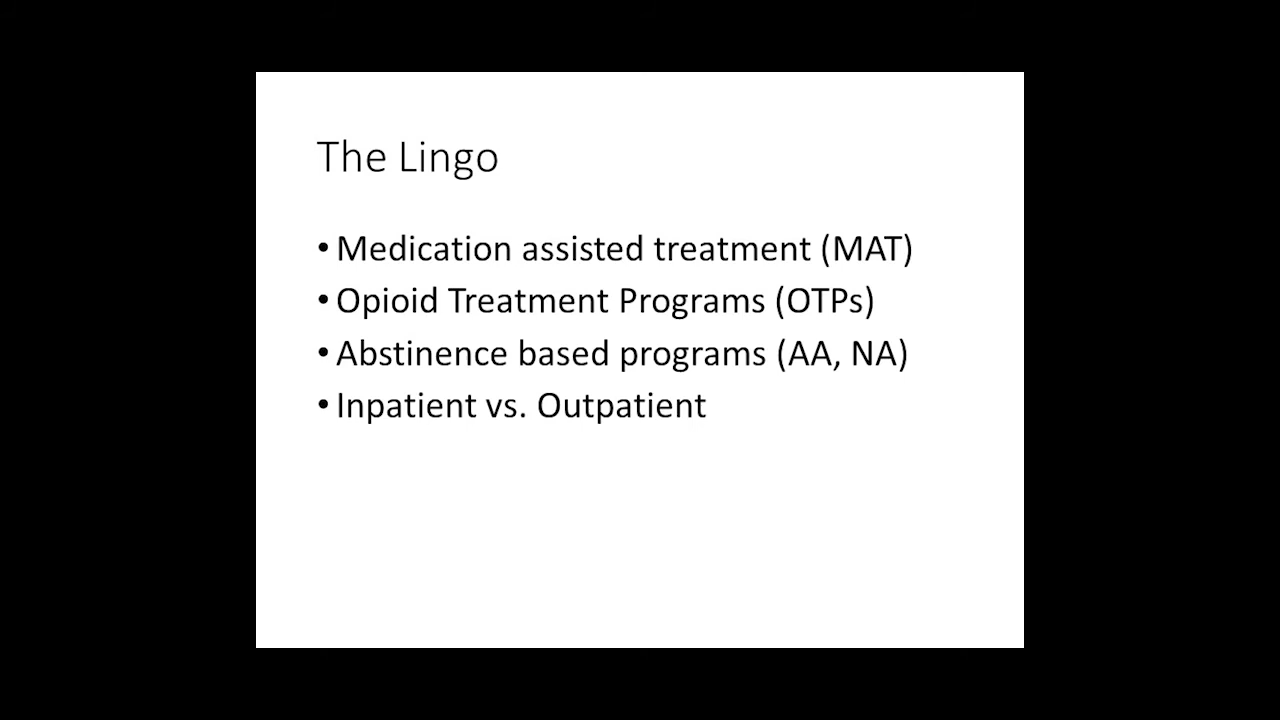 The Lingo
• Medication assisted treatment (MAT)
• Opioid Treatment Programs (OTPs)
• Abstinence based programs (AA, NA)
• Inpatient vs. Outpatient